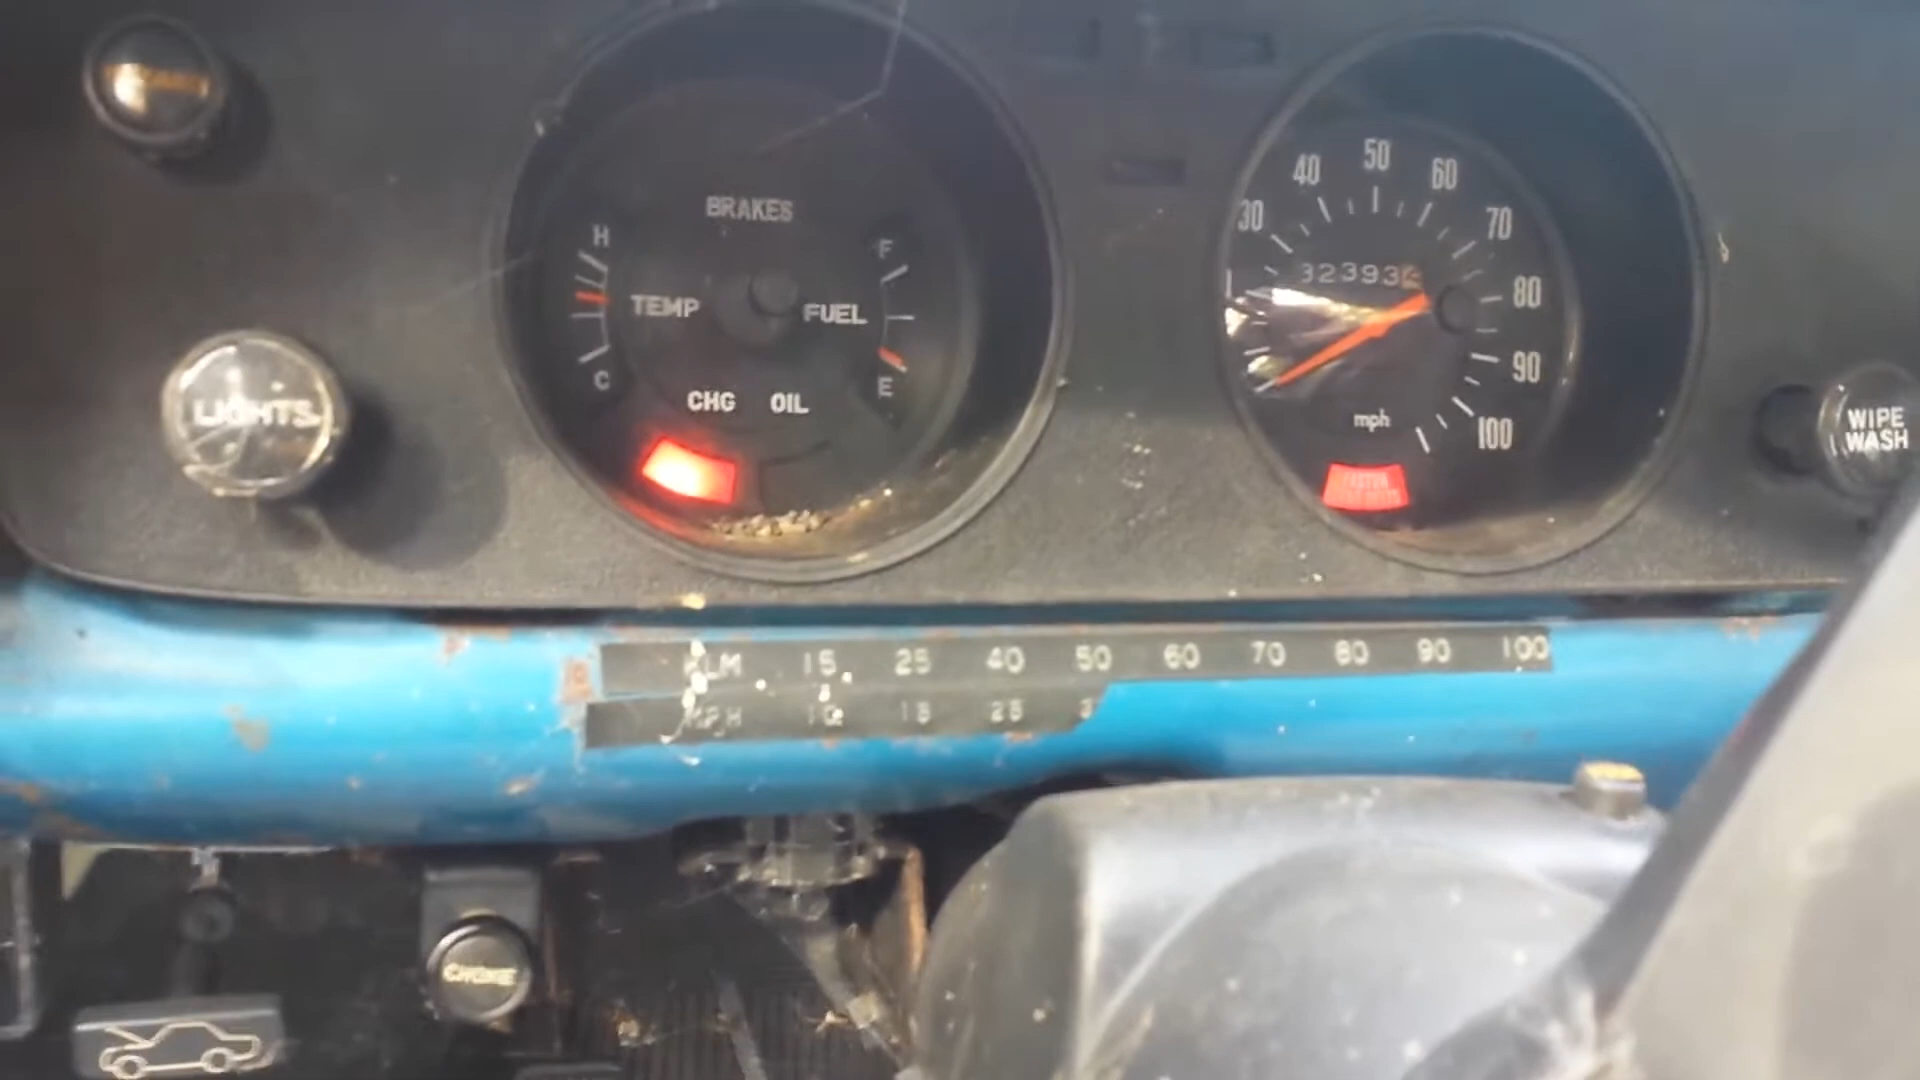 BRAKES
H
TEMP
C
F
FUEL
E
CHG OIL
LIGHTS
30 40 50 60 70 80 90 100
mph
WIPE
WASH
KLM 15 25 40 50 60 70 80 90 100
MPH 10 15 25
CHOKE